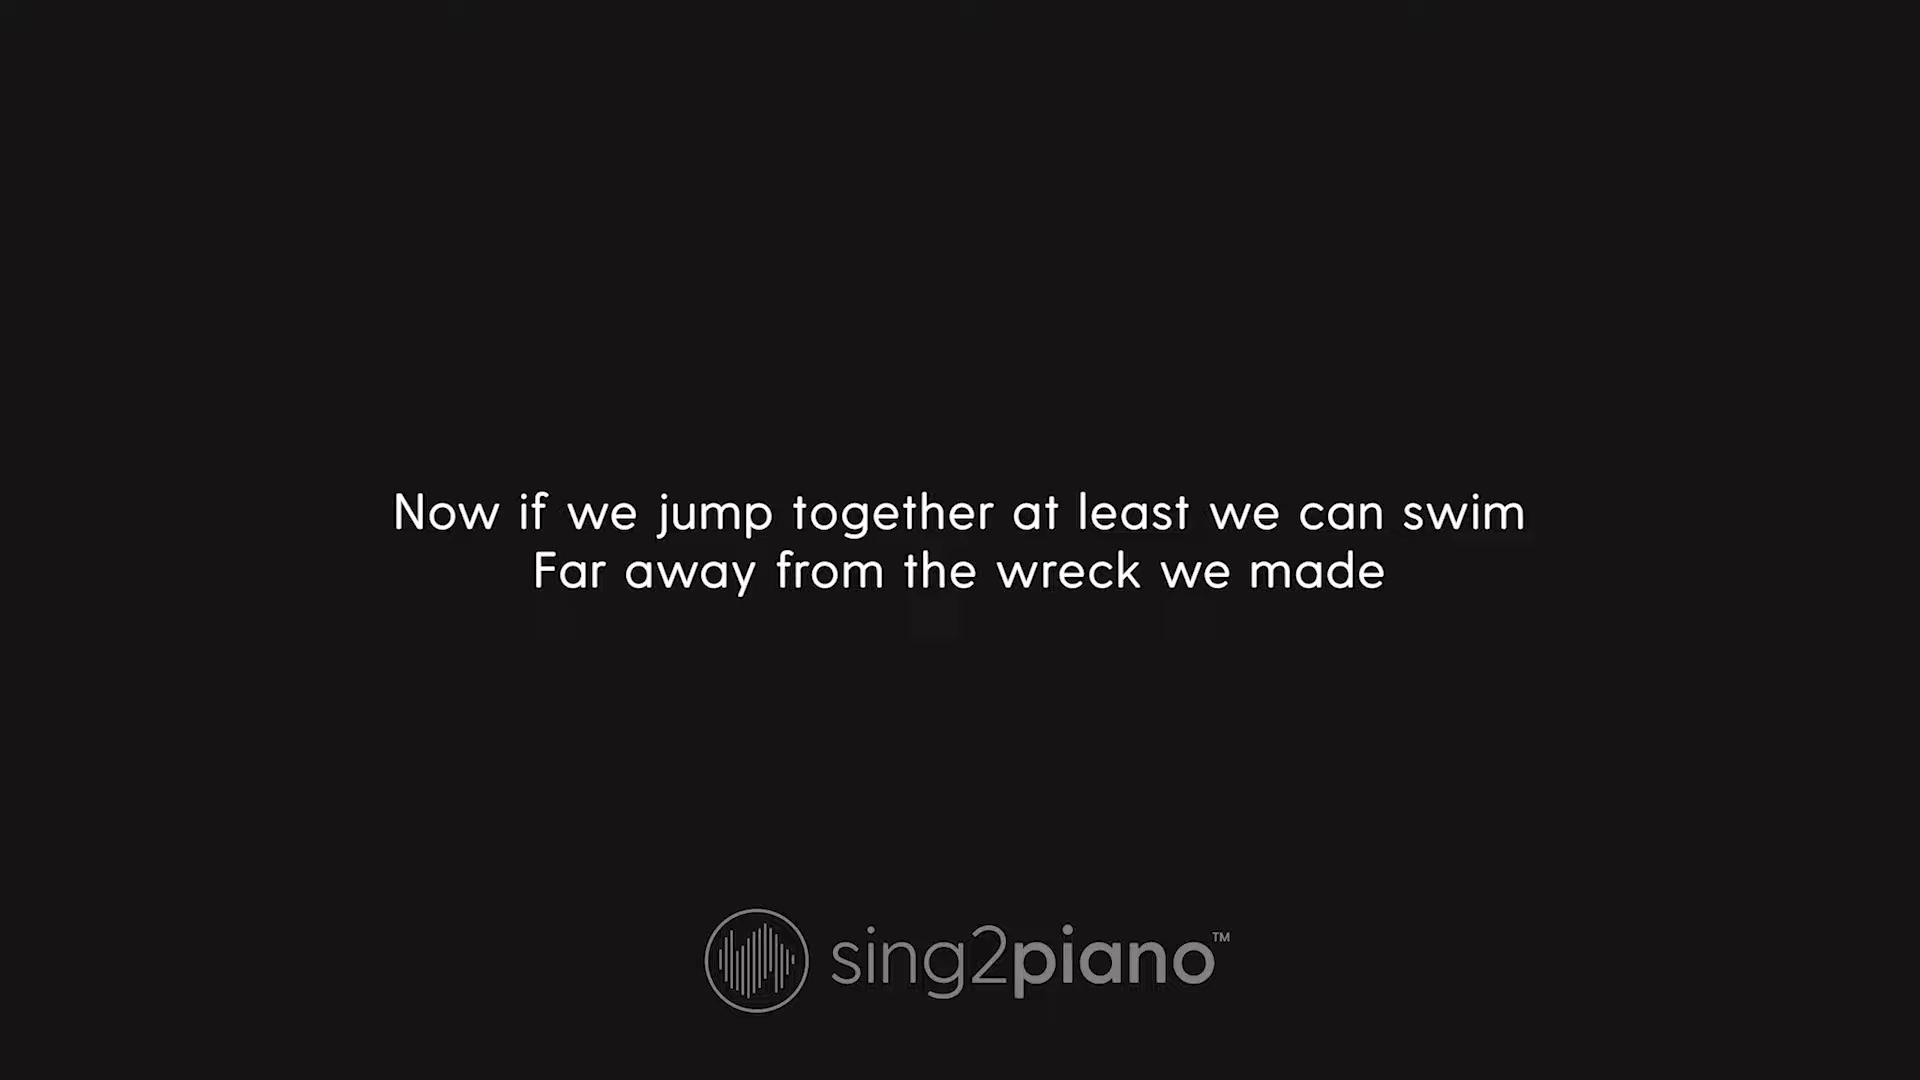 Now if we jump together at least we can swim
Far away from the wreck we made
sing2piano™